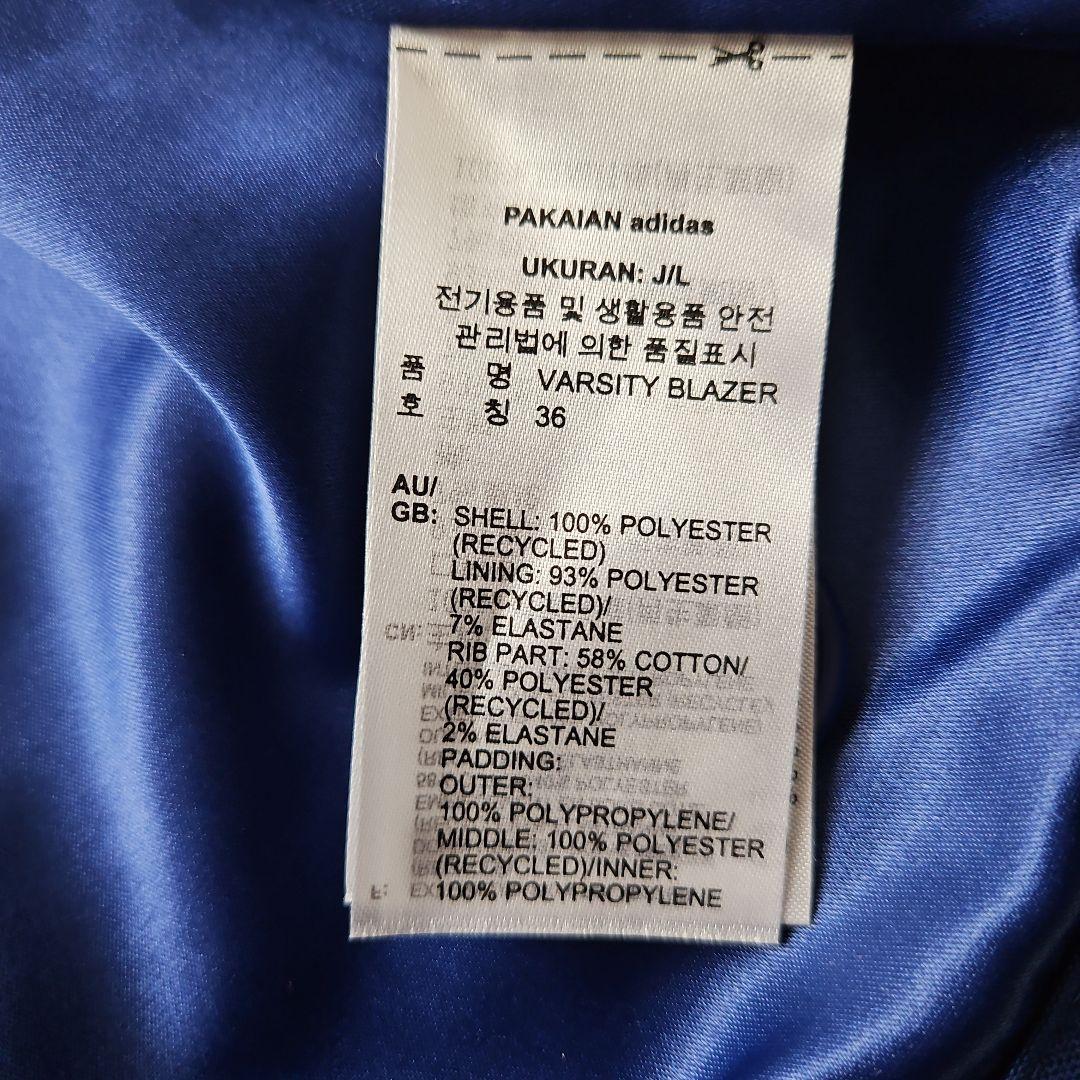 PAKAIAN adidas
UKURAN: J/L
전기용품 및 생활용품 안전
관리법에 의한 품질표시
품 명 VARSITY BLAZER
호 칭 36
AU/
GB: SHELL: 100% POLYESTER
(RECYCLED)
LINING: 93% POLYESTER
(RECYCLED)/
7% ELASTANE
RIB PART: 58% COTTON/
40% POLYESTER
(RECYCLED)/
2% ELASTANE
PADDING:
OUTER:
100% POLYPROPYLENE/
MIDDLE: 100% POLYESTER
(RECYCLED)/INNER:
100% POLYPROPYLENE